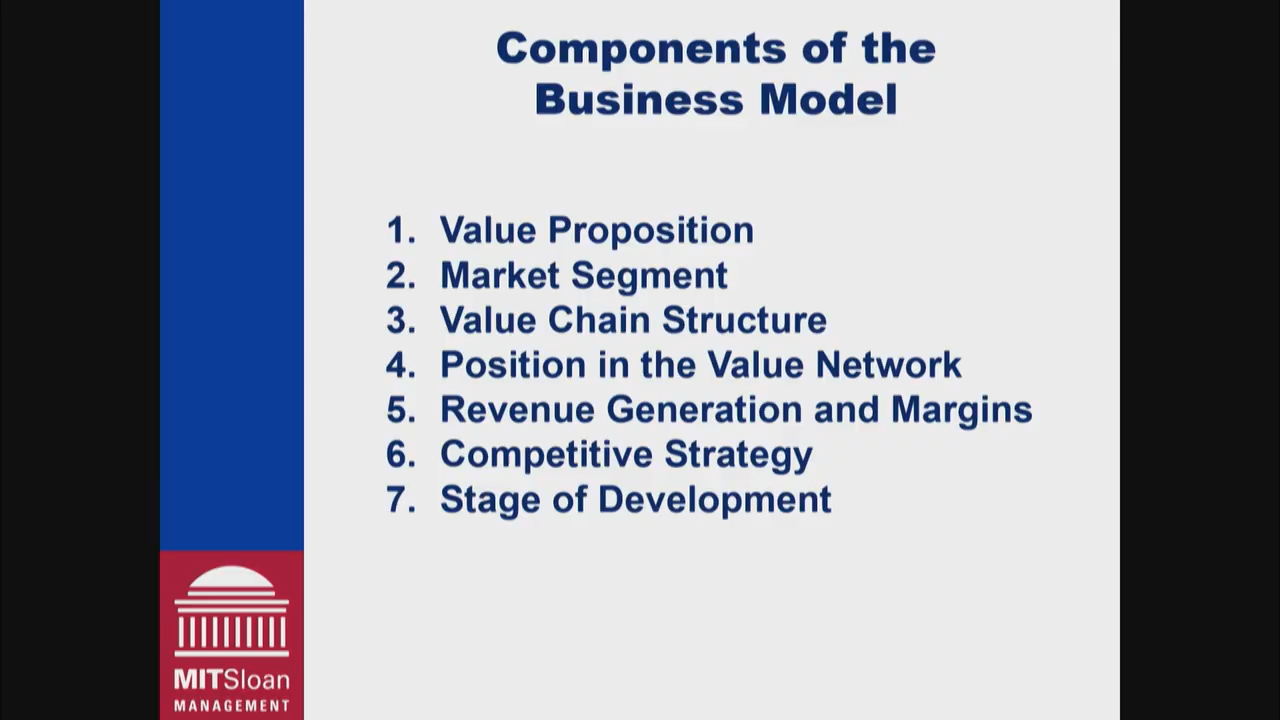 Components of the
Business Model
1. Value Proposition
2. Market Segment
3. Value Chain Structure
4. Position in the Value Network
5. Revenue Generation and Margins
6. Competitive Strategy
7. Stage of Development
MITSloan
MANAGEMENT